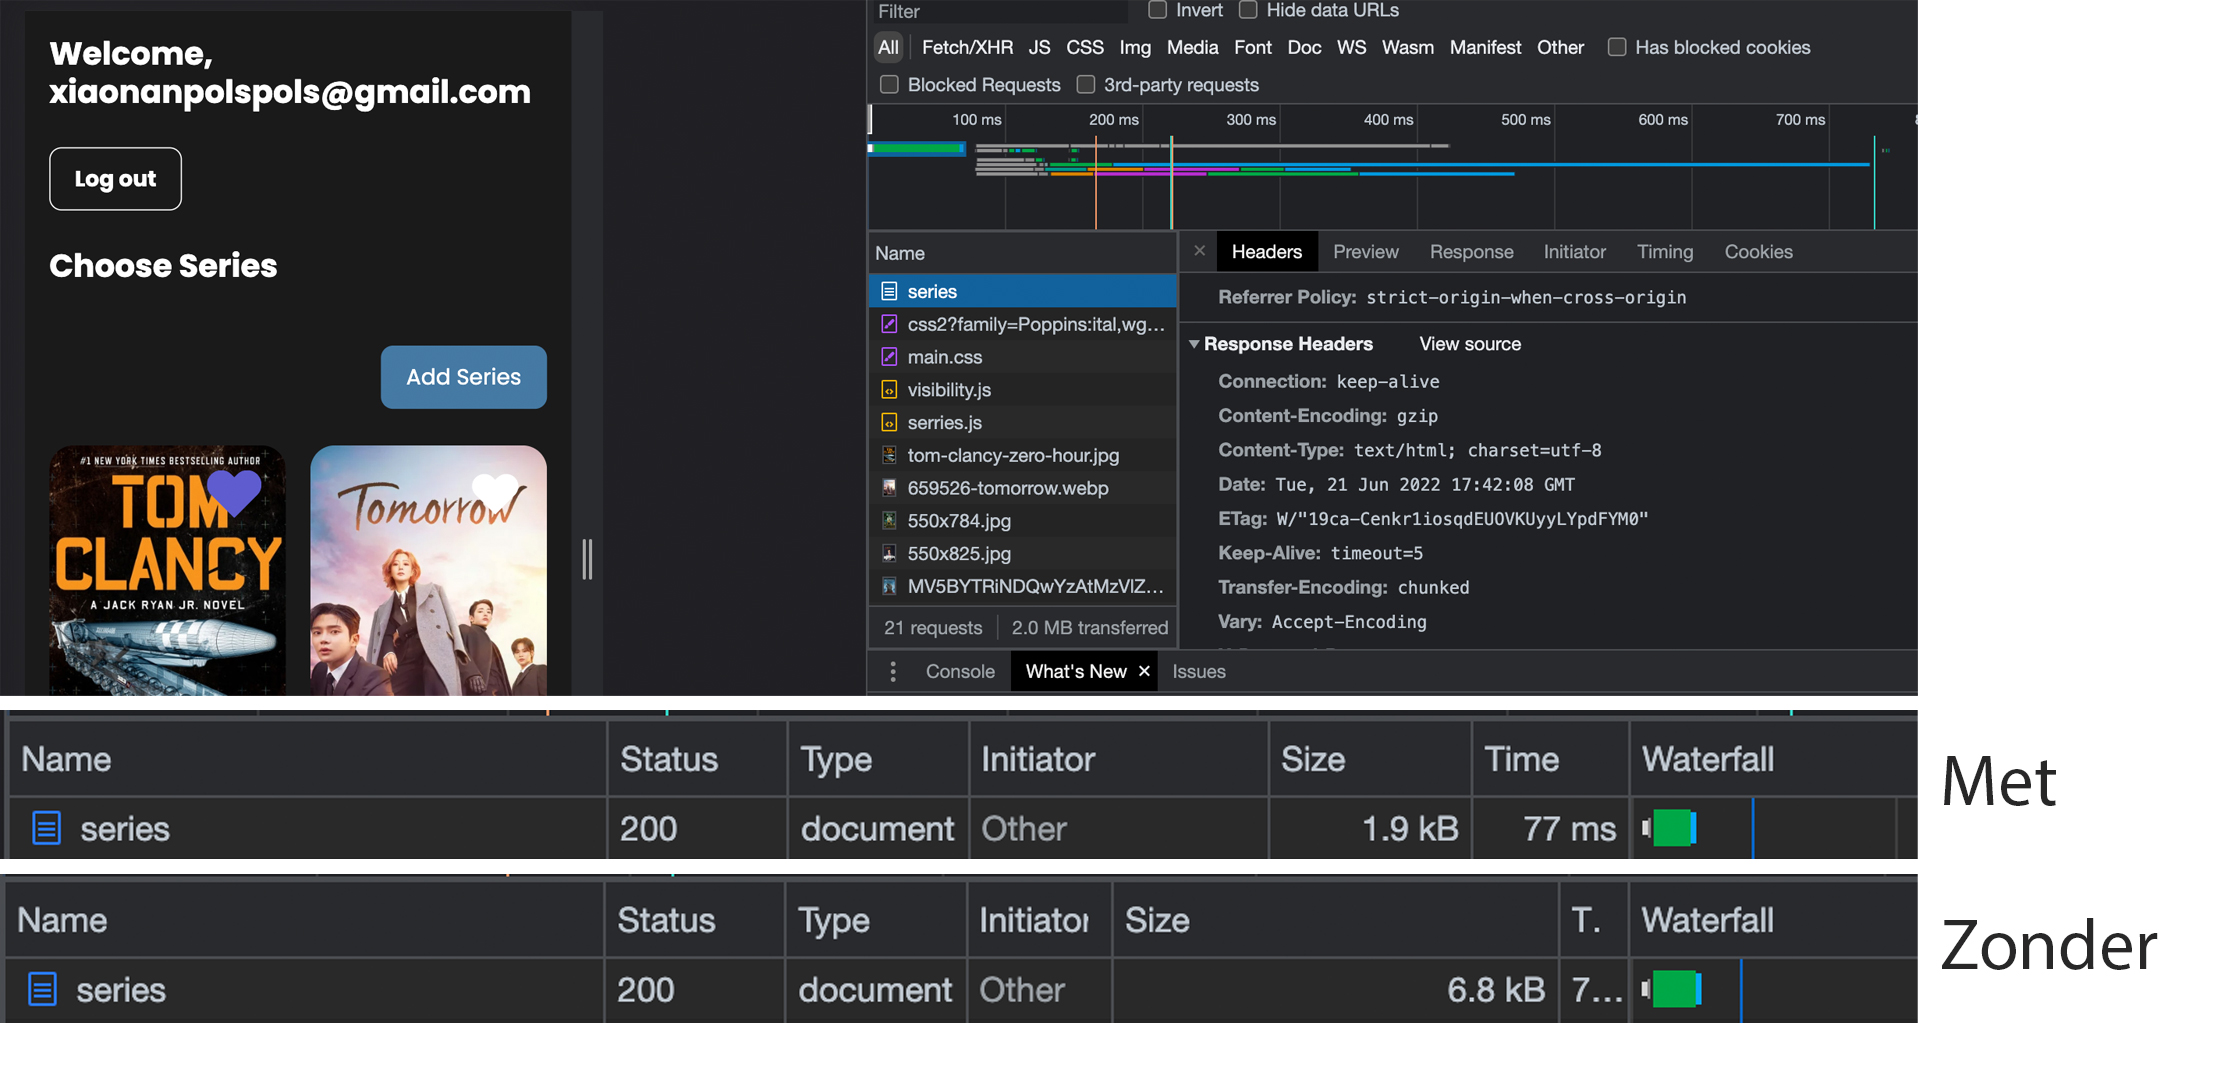 Welcome,
xiaonanpolspols@gmail.com
Log out
Choose Series
Add Series
#1 NEW YORK TIMES BESTSELLING AUTHOR
TOM
CLANCY
A JACK RYAN JR. NOVEL
Tomorrow
Filter
Invert
Hide data URLs
All Fetch/XHR JS CSS Img Media Font Doc WS Wasm Manifest Other Has blocked cookies
Blocked Requests 3rd-party requests
100 ms 200 ms 300 ms 400 ms 500 ms 600 ms 700 ms
Name
series
css2?family=Poppins:ital,wg...
main.css
visibility.js
serries.js
tom-clancy-zero-hour.jpg
659526-tomorrow.webp
550x784.jpg
550x825.jpg
MV5BYTRiNDQwYzAtMzVlZ...
21 requests 2.0 MB transferred
× Headers Preview Response Initiator Timing Cookies
Referrer Policy: strict-origin-when-cross-origin
Response Headers View source
Connection: keep-alive
Content-Encoding: gzip
Content-Type: text/html; charset=utf-8
Date: Tue, 21 Jun 2022 17:42:08 GMT
ETag: W/"19ca-Cenkr1iosqdEUOVKUyyLYpdFYM0"
Keep-Alive: timeout=5
Transfer-Encoding: chunked
Vary: Accept-Encoding
Console What's New × Issues
Name Status Type Initiator Size Time Waterfall
series 200 document Other 1.9 kB 77 ms
Met
Name Status Type Initiator Size T. Waterfall
series 200 document Other 6.8 kB 7...
Zonder